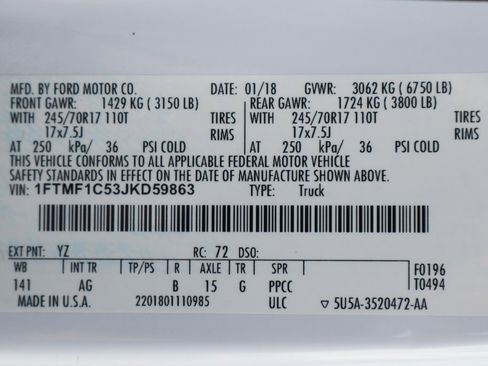 MFD. BY FORD MOTOR CO. DATE: 01/18 GVWR: 3062 KG ( 6750 LB)
FRONT GAWR: 1429 KG ( 3150 LB) REAR GAWR: 1724 KG ( 3800 LB)
WITH 245/70R17 110T TIRES WITH 245/70R17 110T TIRES
17x7.5J RIMS 17x7.5J RIMS
AT 250 kPa/ 36 PSI COLD AT 250 kPa/ 36 PSI COLD
THIS VEHICLE CONFORMS TO ALL APPLICABLE FEDERAL MOTOR VEHICLE
SAFETY STANDARDS IN EFFECT ON THE DATE OF MANUFACTURE SHOWN ABOVE.
VIN: 1FTMF1C53JKD59863 TYPE: Truck
EXT PNT: YZ RC: 72 DSO:
WB INT TR TP/PS R AXLE TR SPR F0196
141 AG B 15 G PPCC T0494
MADE IN U.S.A. 2201801110985 ULC ▽ 5U5A-3520472-AA